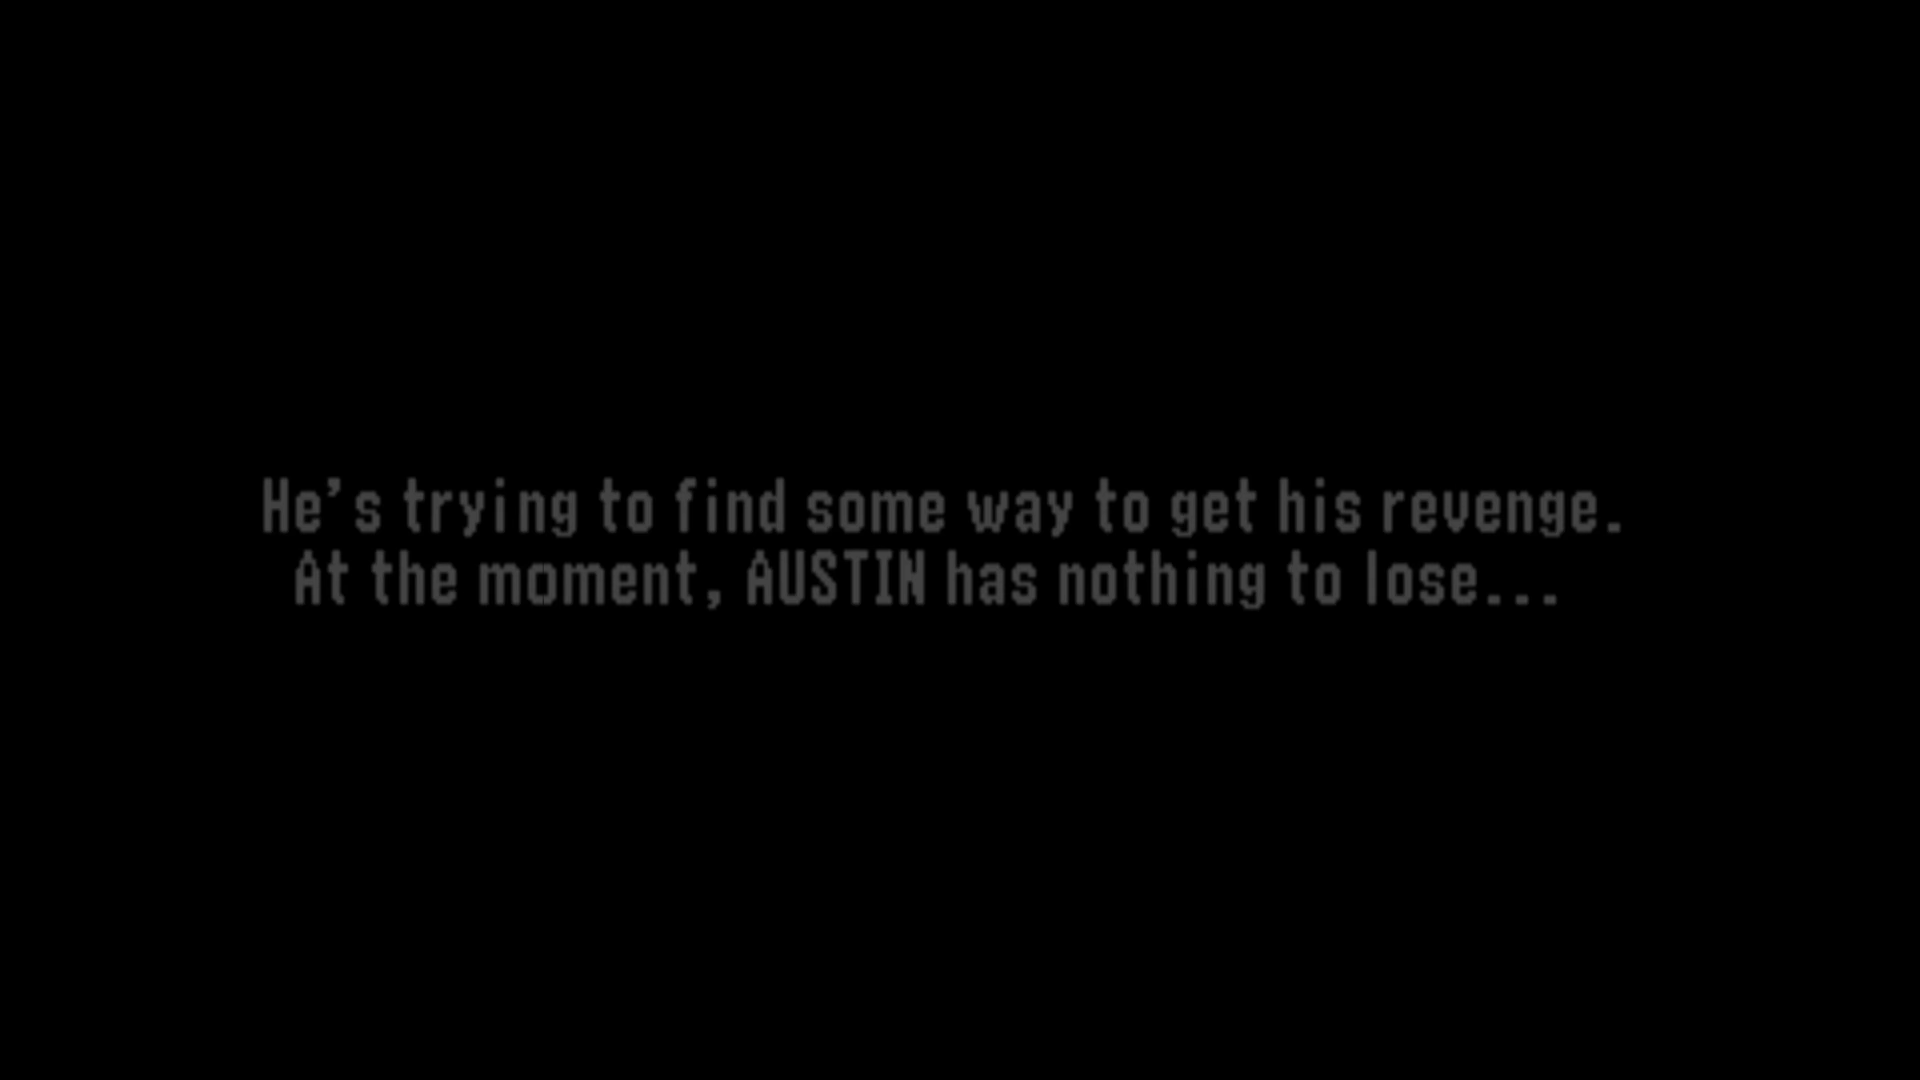 He's trying to find some way to get his revenge.
At the moment, AUSTIN has nothing to lose...